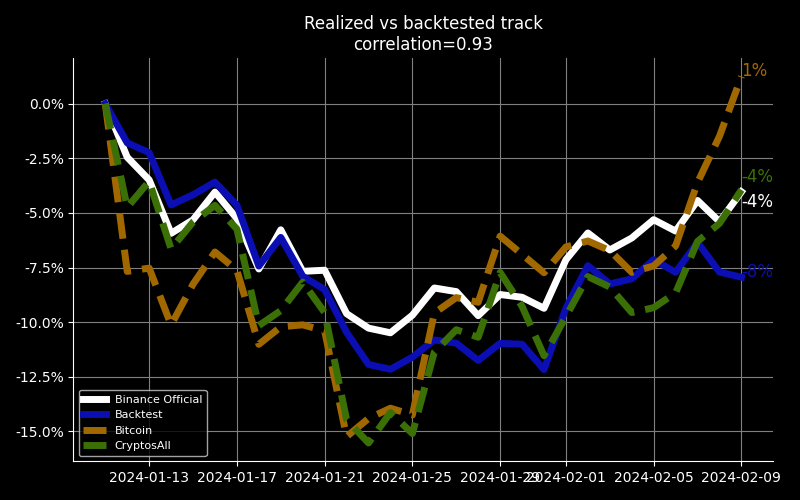 Realized vs backtested track
correlation=0.93
1%
0.0%
-2.5%
-4%
-5.0%
-4%
-7.5%
-8%
-10.0%
-12.5%
-15.0%
Binance Official
Backtest
Bitcoin
CryptosAll
2024-01-13 2024-01-17 2024-01-21 2024-01-25 2024-01-29 2024-02-01 2024-02-05 2024-02-09